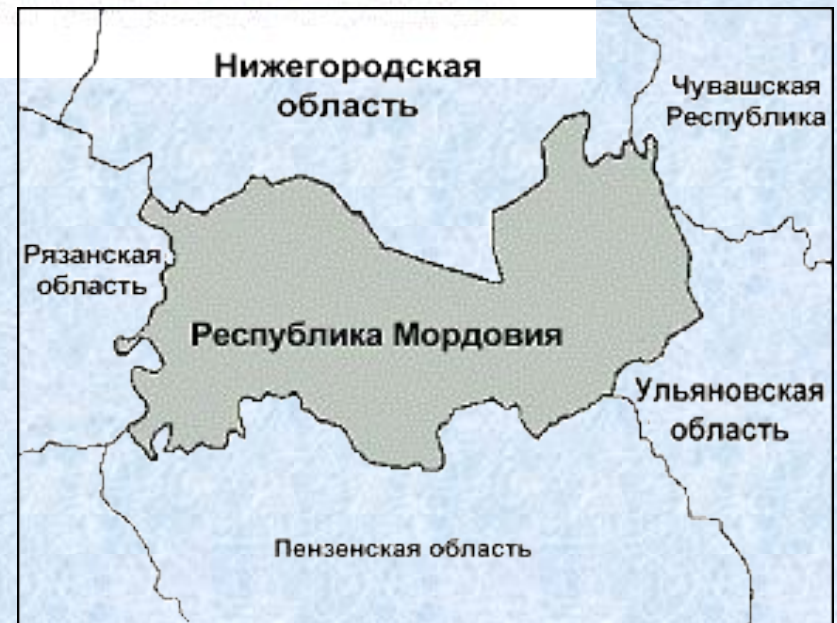 Нижегородская
область
Чувашская
Республика
Рязанская
область
Республика Мордовия
Ульяновская
область
Пензенская область